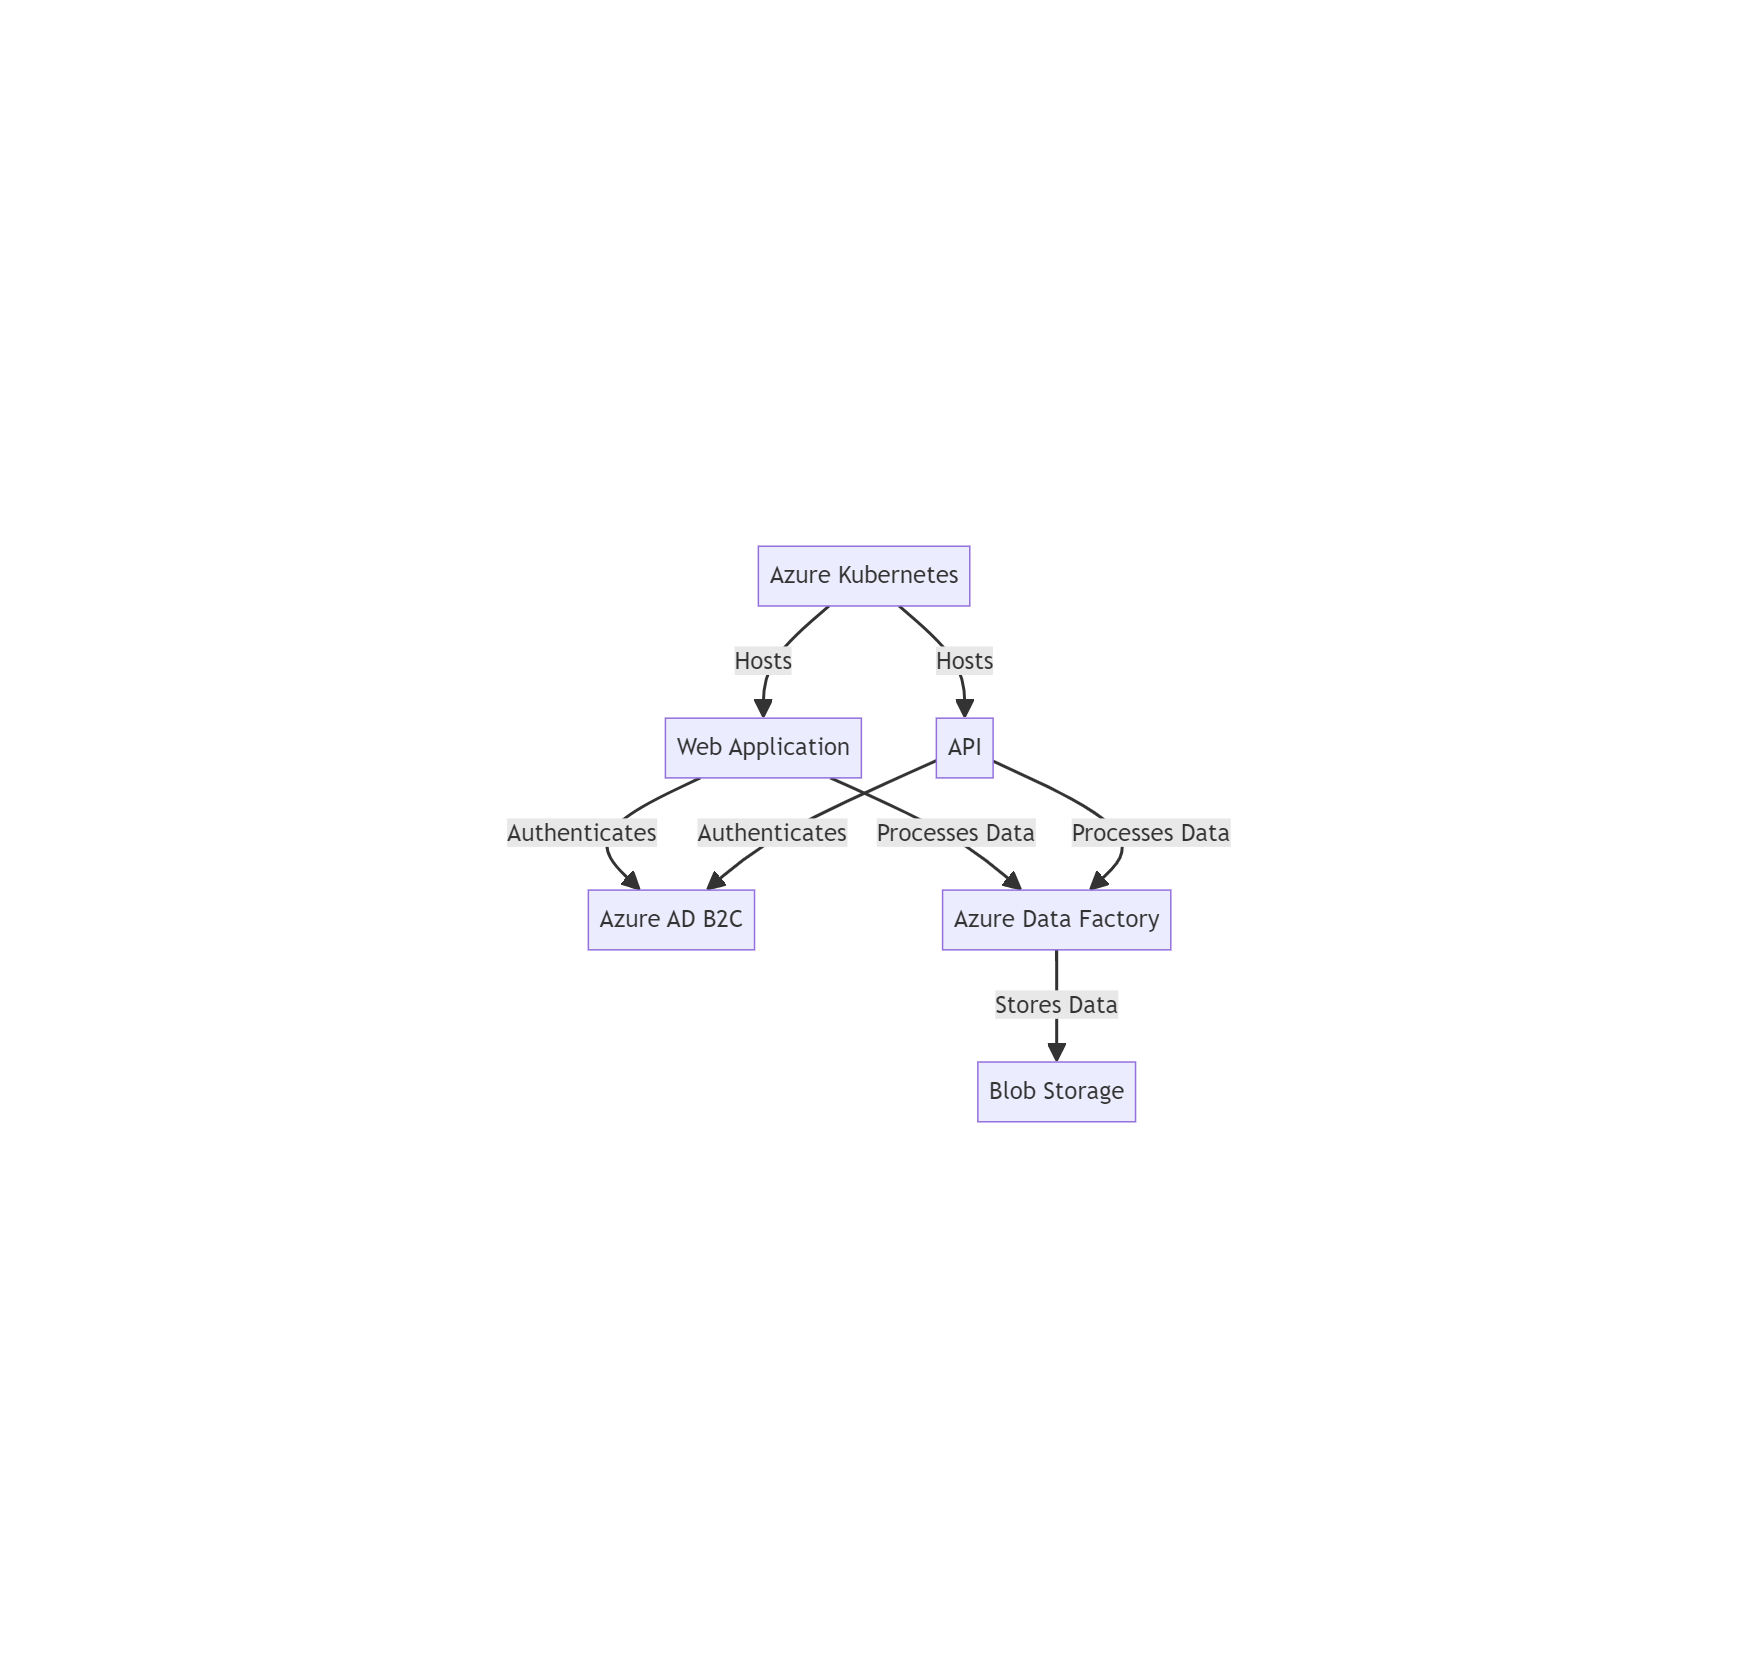 Azure Kubernetes
Hosts
Hosts
Web Application
API
Authenticates
Authenticates
Processes Data
Processes Data
Azure AD B2C
Azure Data Factory
Stores Data
Blob Storage